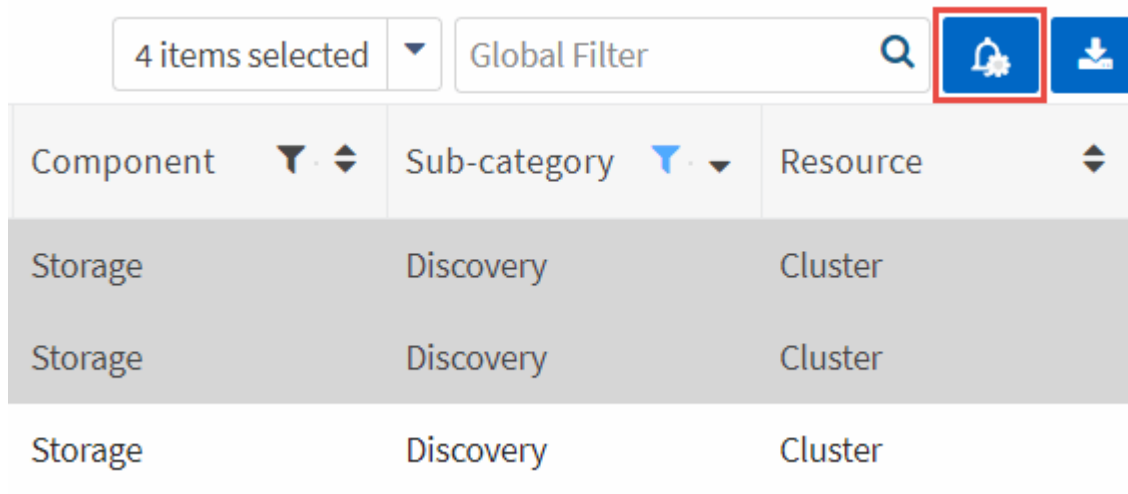 4 items selected Global Filter
Component Sub-category Resource
Storage Discovery Cluster
Storage Discovery Cluster
Storage Discovery Cluster